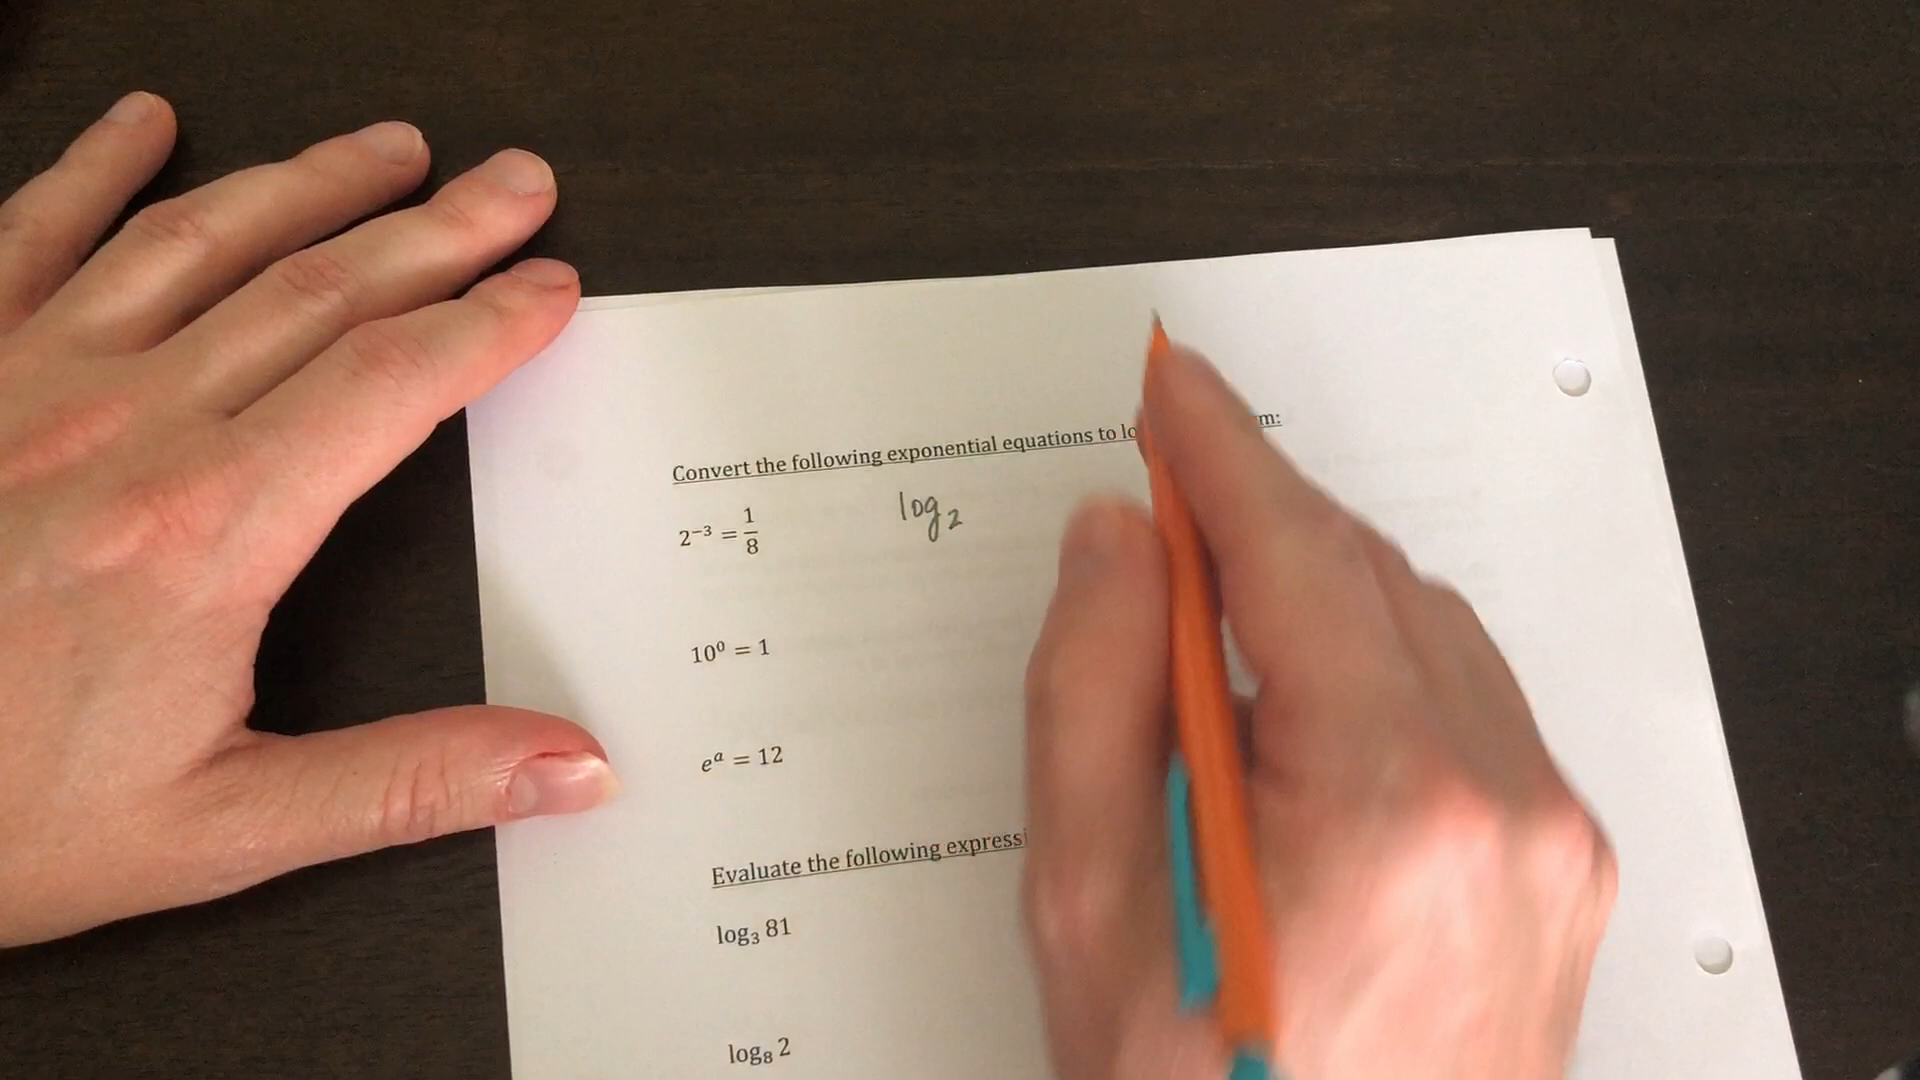 Convert the following exponential equations to lo m:
2⁻³ = 1/8 log₂
10⁰ = 1
eᵃ = 12
Evaluate the following expressi
log₃ 81
log₈ 2